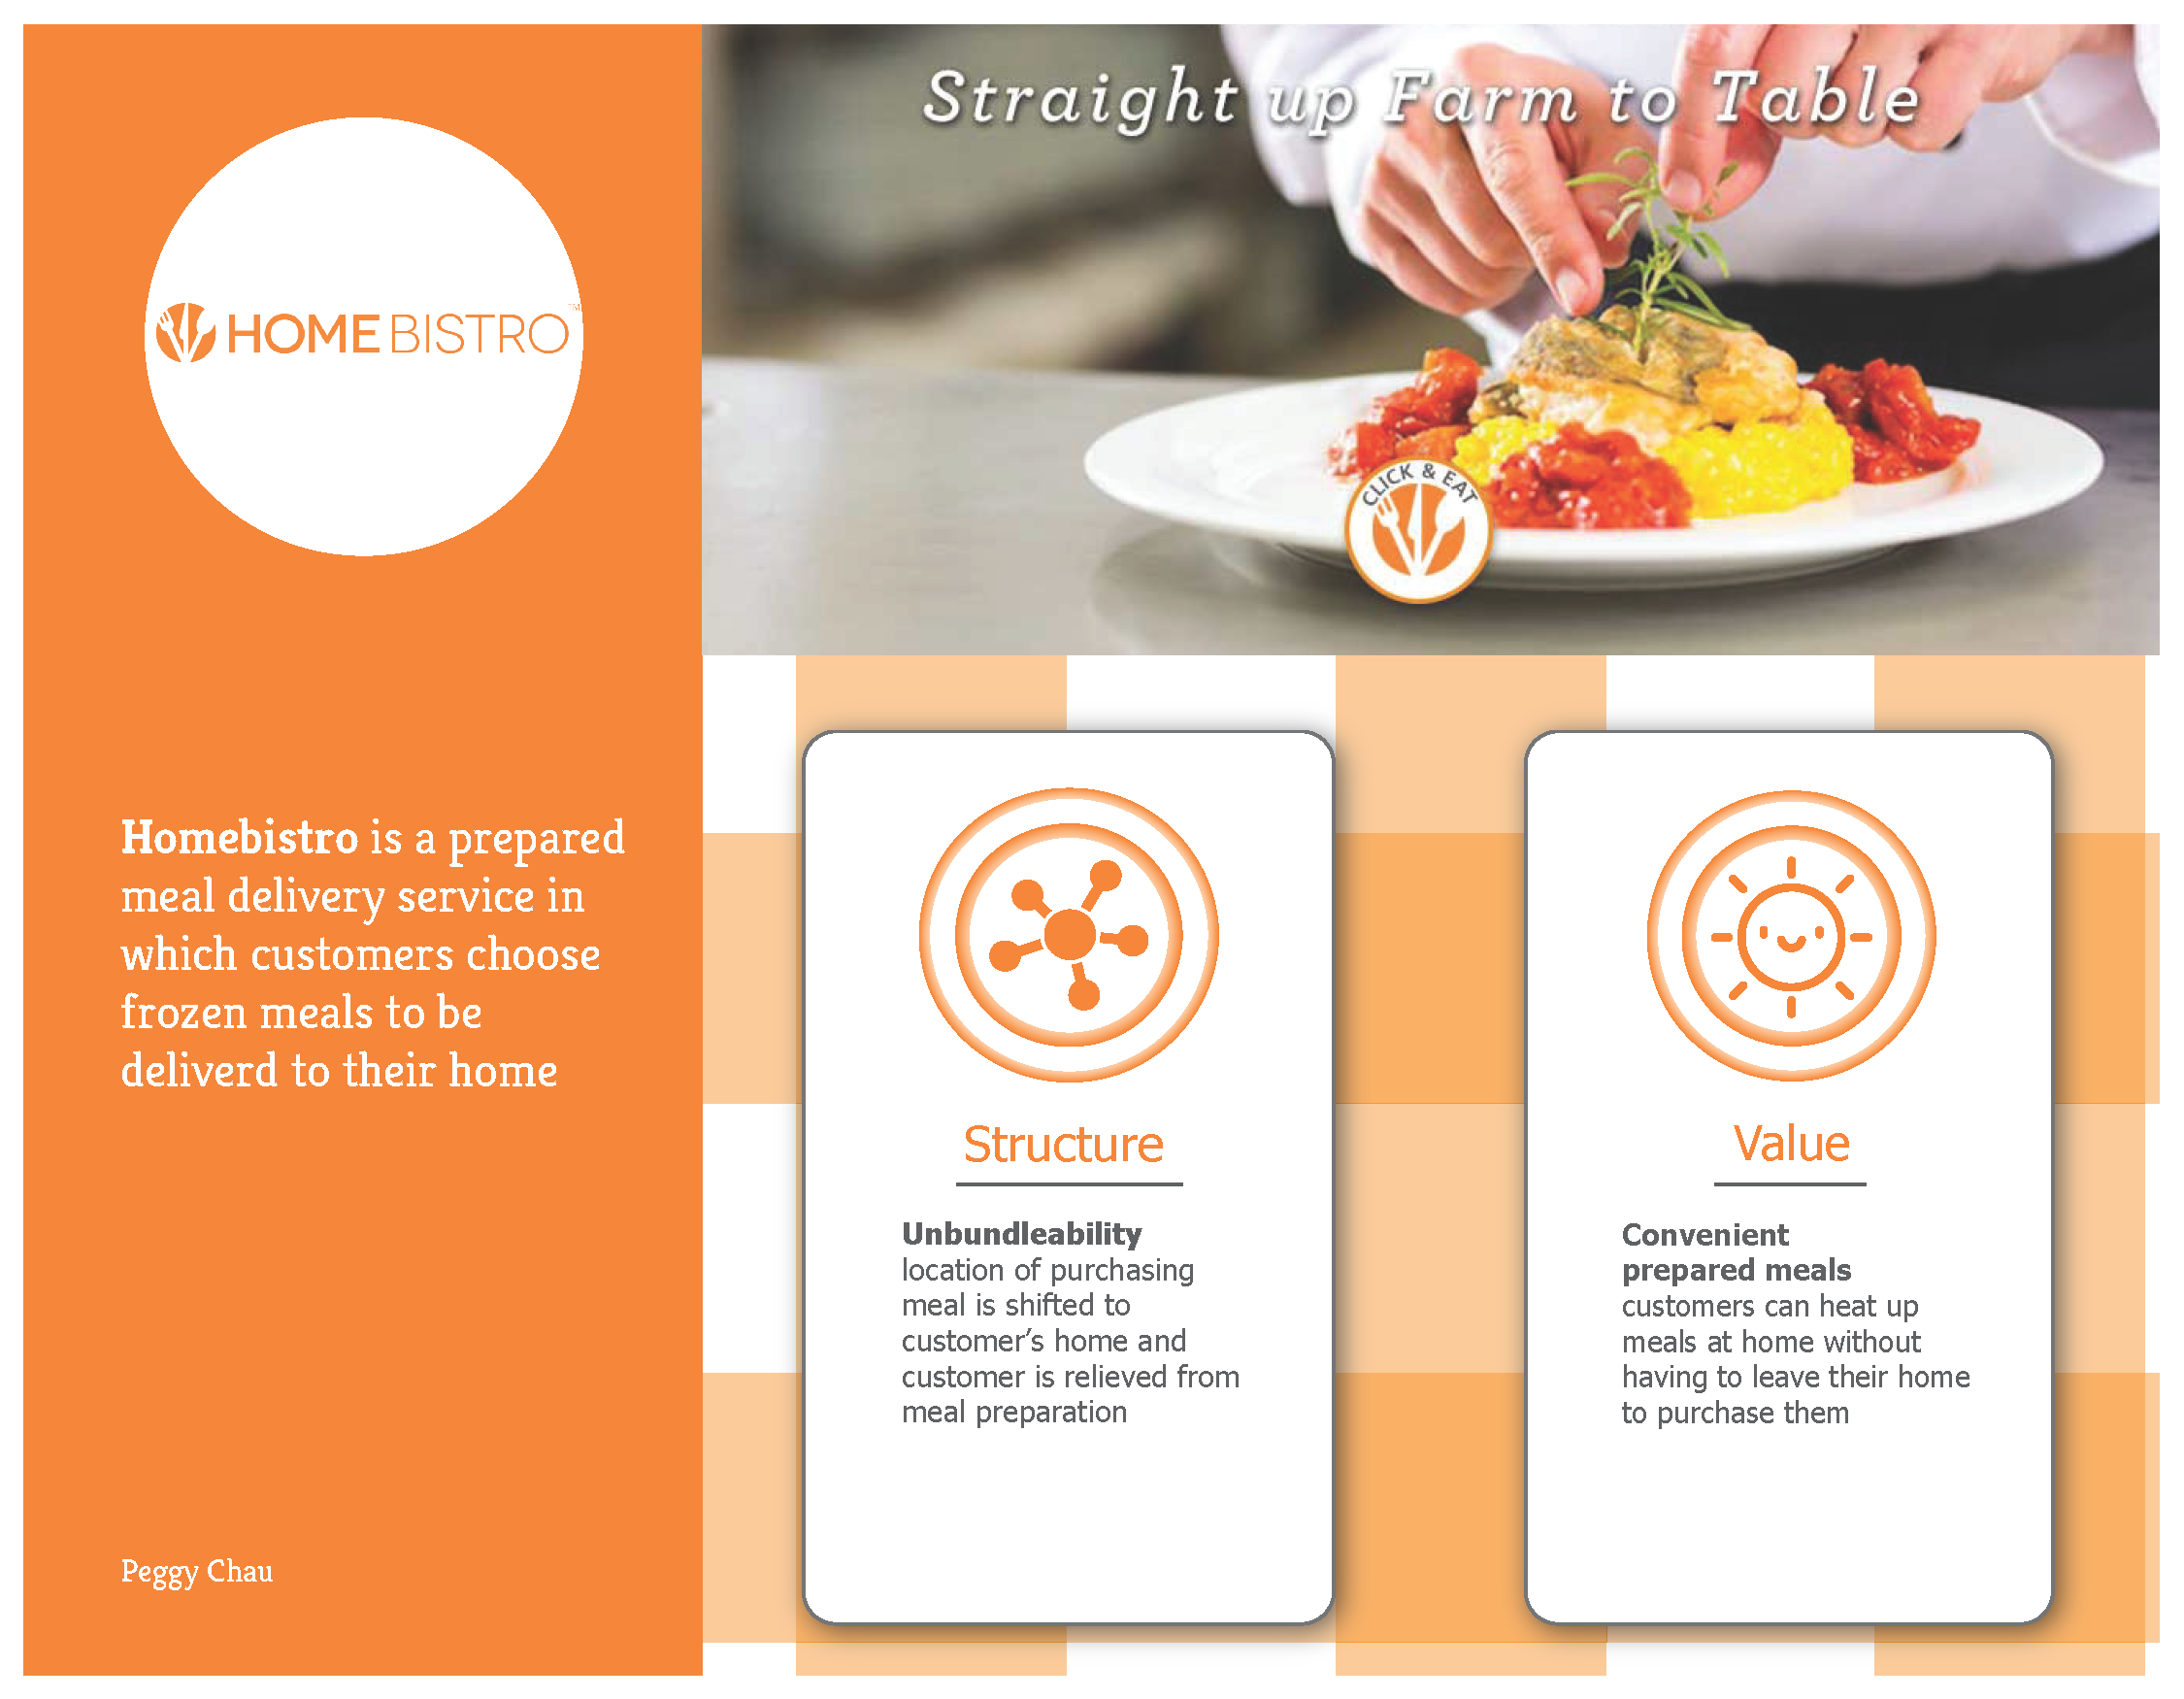 HOMEBISTRO™
Straight up Farm to Table
CLICK & EAT
Homebistro is a prepared
meal delivery service in
which customers choose
frozen meals to be
deliverd to their home
Peggy Chau
Structure
Unbundleability
location of purchasing
meal is shifted to
customer’s home and
customer is relieved from
meal preparation
Value
Convenient
prepared meals
customers can heat up
meals at home without
having to leave their home
to purchase them